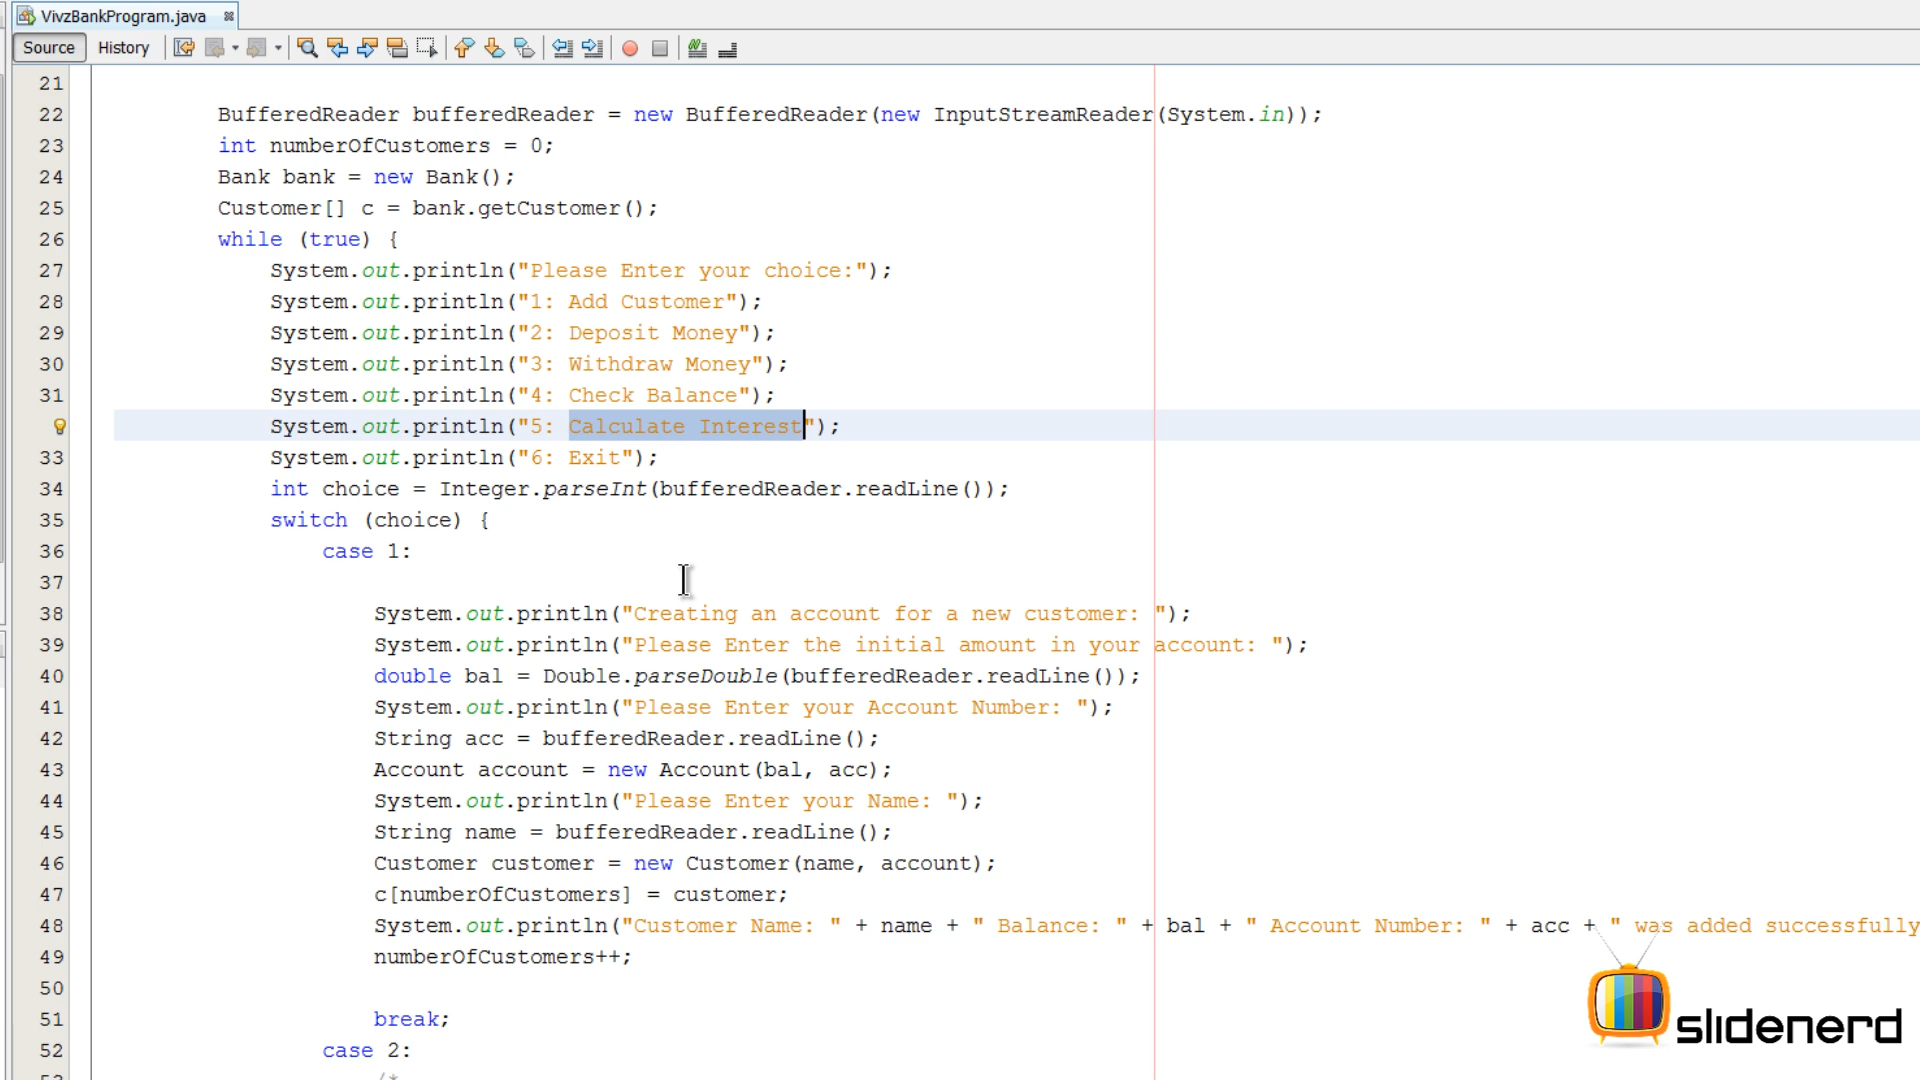 VivzBankProgram.java
Source History
21
22 BufferedReader bufferedReader = new BufferedReader(new InputStreamReader(System.in));
23 int numberOfCustomers = 0;
24 Bank bank = new Bank();
25 Customer[] c = bank.getCustomer();
26 while (true) {
27 System.out.println("Please Enter your choice:");
28 System.out.println("1: Add Customer");
29 System.out.println("2: Deposit Money");
30 System.out.println("3: Withdraw Money");
31 System.out.println("4: Check Balance");
System.out.println("5: Calculate Interest");
33 System.out.println("6: Exit");
34 int choice = Integer.parseInt(bufferedReader.readLine());
35 switch (choice) {
36 case 1:
37
38 System.out.println("Creating an account for a new customer: ");
39 System.out.println("Please Enter the initial amount in your account: ");
40 double bal = Double.parseDouble(bufferedReader.readLine());
41 System.out.println("Please Enter your Account Number: ");
42 String acc = bufferedReader.readLine();
43 Account account = new Account(bal, acc);
44 System.out.println("Please Enter your Name: ");
45 String name = bufferedReader.readLine();
46 Customer customer = new Customer(name, account);
47 c[numberOfCustomers] = customer;
48 System.out.println("Customer Name: " + name + " Balance: " + bal + " Account Number: " + acc + " was added successfully
49 numberOfCustomers++;
50
51 break;
52 case 2:
/*
slidenerd